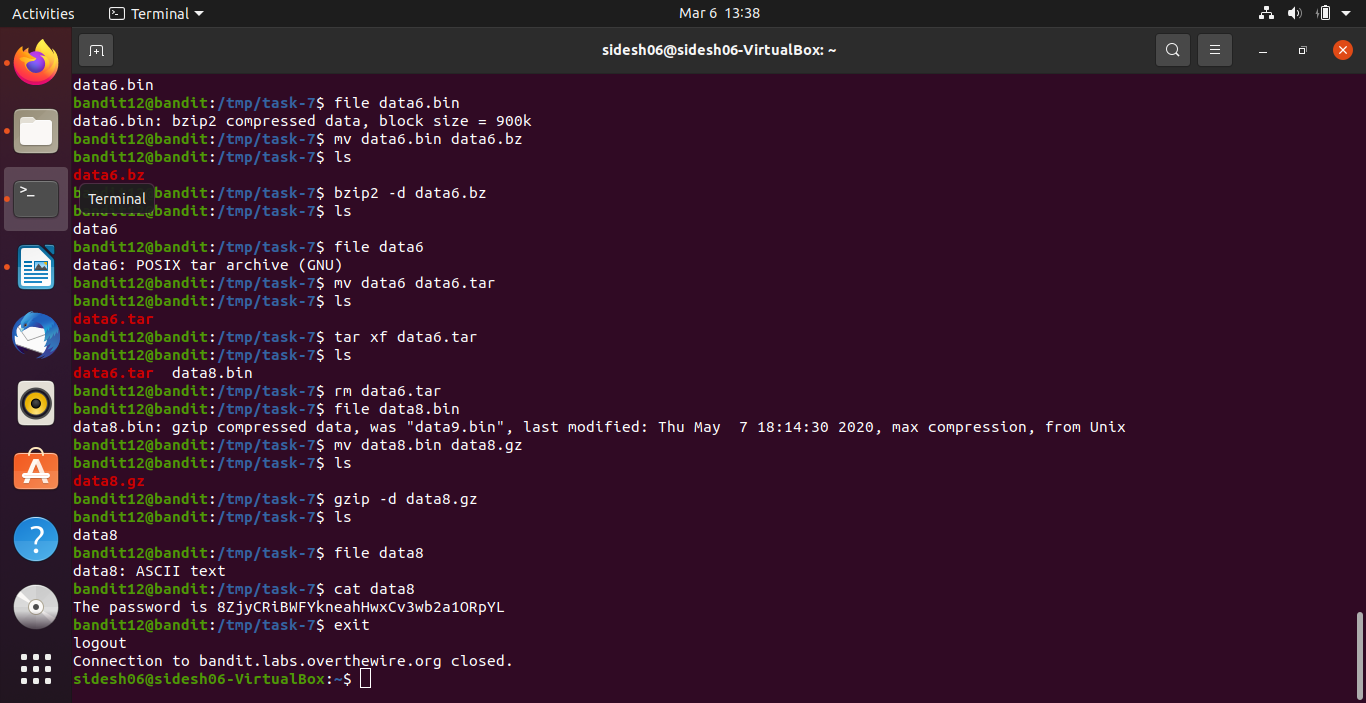 Activities Terminal Mar 6 13:38
sidesh06@sidesh06-VirtualBox: ~
data6.bin
bandit12@bandit:/tmp/task-7$ file data6.bin
data6.bin: bzip2 compressed data, block size = 900k
bandit12@bandit:/tmp/task-7$ mv data6.bin data6.bz
bandit12@bandit:/tmp/task-7$ ls
data6.bz
bandit12@bandit:/tmp/task-7$ bzip2 -d data6.bz
Terminal
bandit12@bandit:/tmp/task-7$ ls
data6
bandit12@bandit:/tmp/task-7$ file data6
data6: POSIX tar archive (GNU)
bandit12@bandit:/tmp/task-7$ mv data6 data6.tar
bandit12@bandit:/tmp/task-7$ ls
data6.tar
bandit12@bandit:/tmp/task-7$ tar xf data6.tar
bandit12@bandit:/tmp/task-7$ ls
data6.tar  data8.bin
bandit12@bandit:/tmp/task-7$ rm data6.tar
bandit12@bandit:/tmp/task-7$ file data8.bin
data8.bin: gzip compressed data, was "data9.bin", last modified: Thu May  7 18:14:30 2020, max compression, from Unix
bandit12@bandit:/tmp/task-7$ mv data8.bin data8.gz
bandit12@bandit:/tmp/task-7$ ls
data8.gz
bandit12@bandit:/tmp/task-7$ gzip -d data8.gz
bandit12@bandit:/tmp/task-7$ ls
data8
bandit12@bandit:/tmp/task-7$ file data8
data8: ASCII text
bandit12@bandit:/tmp/task-7$ cat data8
The password is 8ZjyCRiBWFYkneahHwxCv3wb2a1ORpYL
bandit12@bandit:/tmp/task-7$ exit
logout
Connection to bandit.labs.overthewire.org closed.
sidesh06@sidesh06-VirtualBox:~$